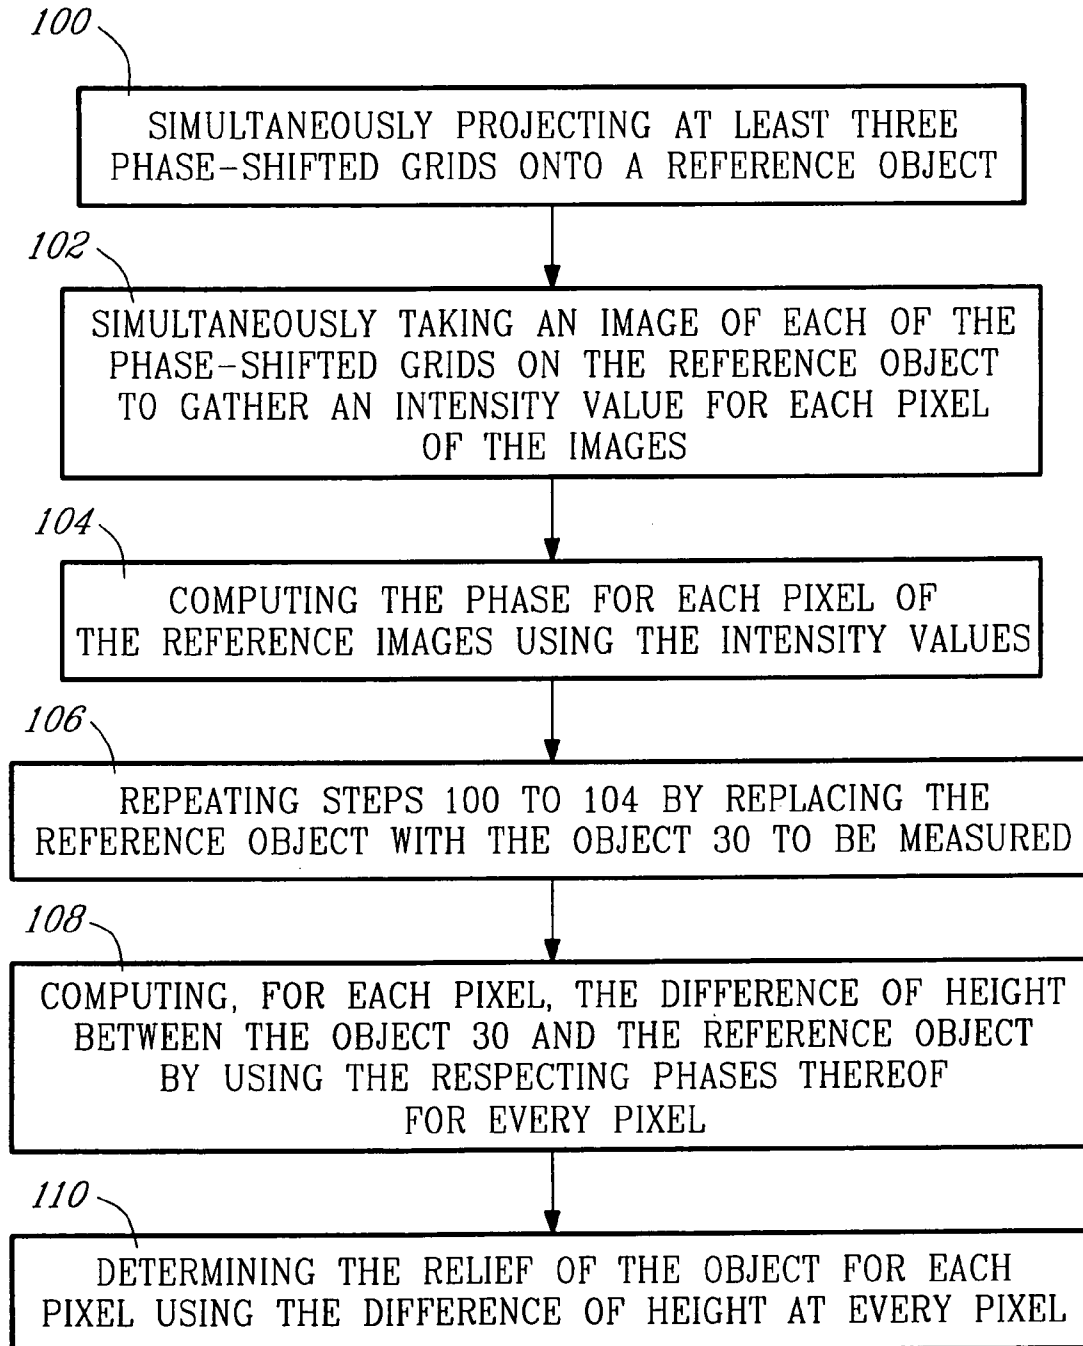 100
SIMULTANEOUSLY PROJECTING AT LEAST THREE
PHASE-SHIFTED GRIDS ONTO A REFERENCE OBJECT
102
SIMULTANEOUSLY TAKING AN IMAGE OF EACH OF THE
PHASE-SHIFTED GRIDS ON THE REFERENCE OBJECT
TO GATHER AN INTENSITY VALUE FOR EACH PIXEL
OF THE IMAGES
104
COMPUTING THE PHASE FOR EACH PIXEL OF
THE REFERENCE IMAGES USING THE INTENSITY VALUES
106
REPEATING STEPS 100 TO 104 BY REPLACING THE
REFERENCE OBJECT WITH THE OBJECT 30 TO BE MEASURED
108
COMPUTING, FOR EACH PIXEL, THE DIFFERENCE OF HEIGHT
BETWEEN THE OBJECT 30 AND THE REFERENCE OBJECT
BY USING THE RESPECTING PHASES THEREOF
FOR EVERY PIXEL
110
DETERMINING THE RELIEF OF THE OBJECT FOR EACH
PIXEL USING THE DIFFERENCE OF HEIGHT AT EVERY PIXEL